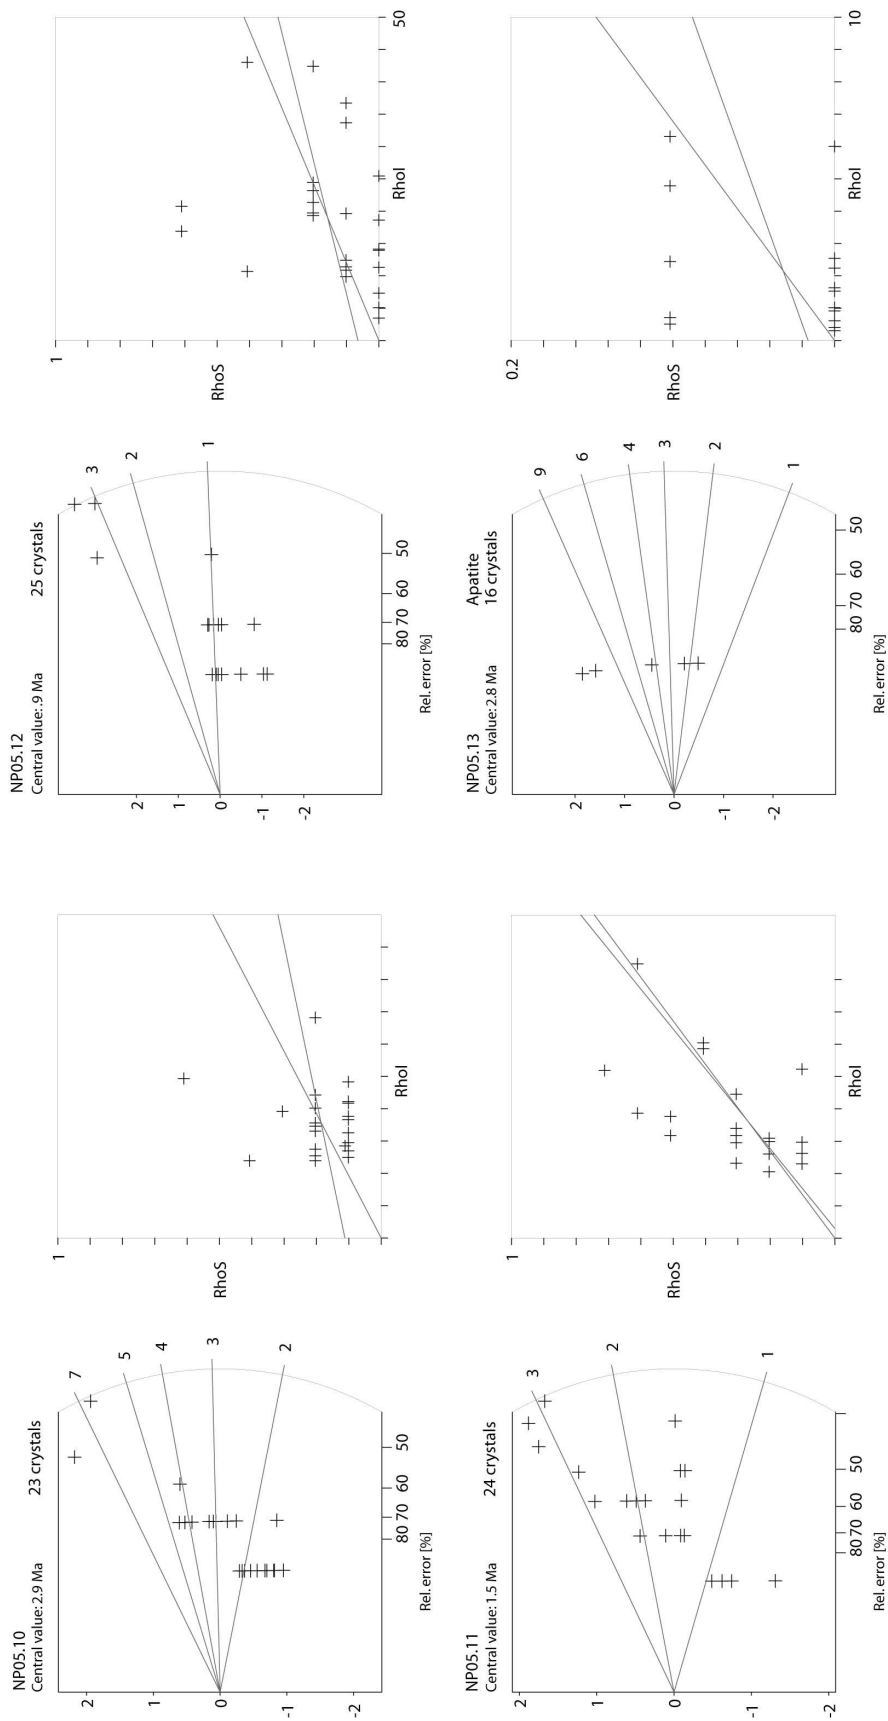 NP05.10
Central value: 2.9 Ma
23 crystals
2
1
0
-1
-2
7
5
4
3
2
80 70 60 50
Rel. error [%]
1
RhoS
RhoI
NP05.12
Central value: .9 Ma
25 crystals
2
1
0
-1
-2
3
2
1
80 70 60 50
Rel. error [%]
1
RhoS
RhoI
50
NP05.11
Central value: 1.5 Ma
24 crystals
2
1
0
-1
-2
3
2
1
80 70 60 50
Rel. error [%]
1
RhoS
RhoI
NP05.13
Central value: 2.8 Ma
Apatite
16 crystals
2
1
0
-1
-2
9
6
4
3
2
1
80 70 60 50
Rel. error [%]
0.2
RhoS
RhoI
10